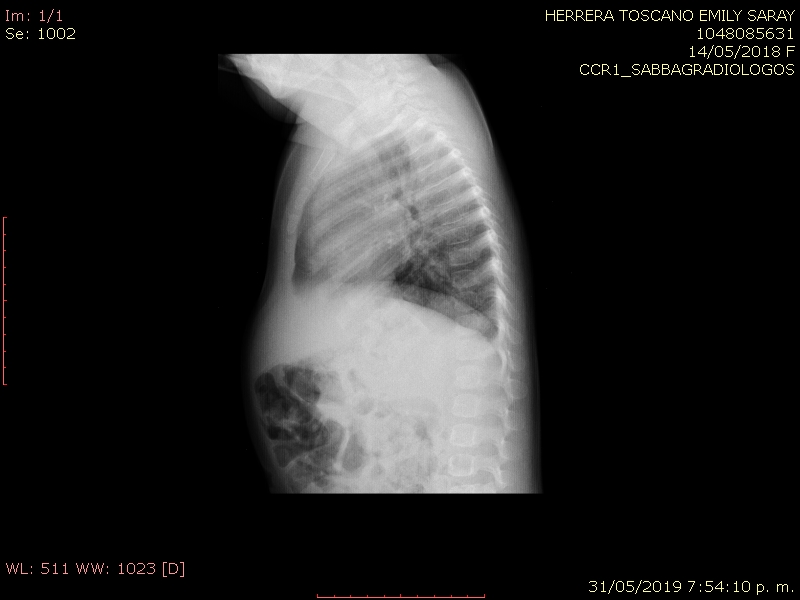 Im: 1/1
Se: 1002
HERRERA TOSCANO EMILY SARAY
1048085631
14/05/2018 F
CCR1_SABBAGRADIOLOGOS
WL: 511 WW: 1023 [D]
31/05/2019 7:54:10 p. m.